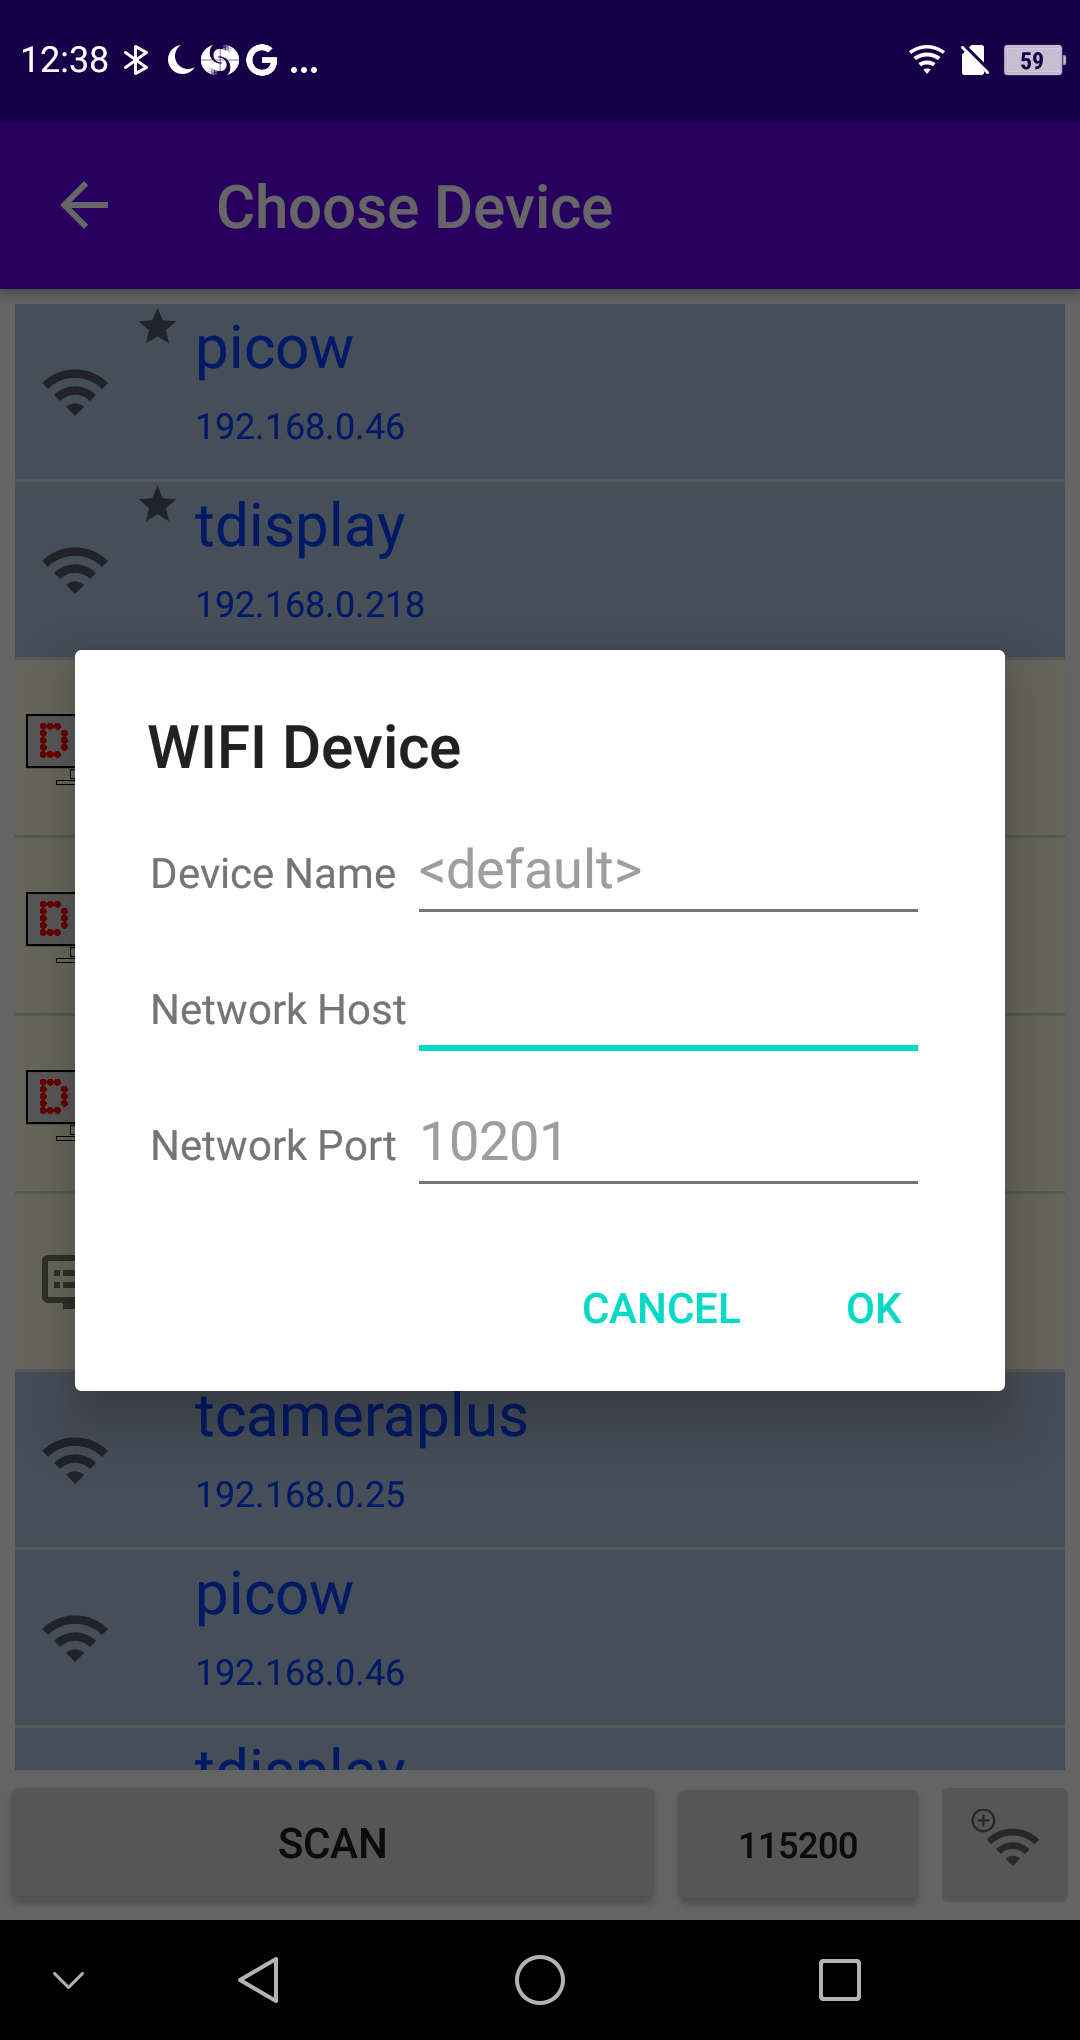 12:38 G ... 59
Choose Device
picow
192.168.0.46
tdisplay
192.168.0.218
D
D
D
WIFI Device
Device Name <default>
Network Host
Network Port 10201
CANCEL OK
tcameraplus
192.168.0.25
picow
192.168.0.46
tdisplay
SCAN 115200